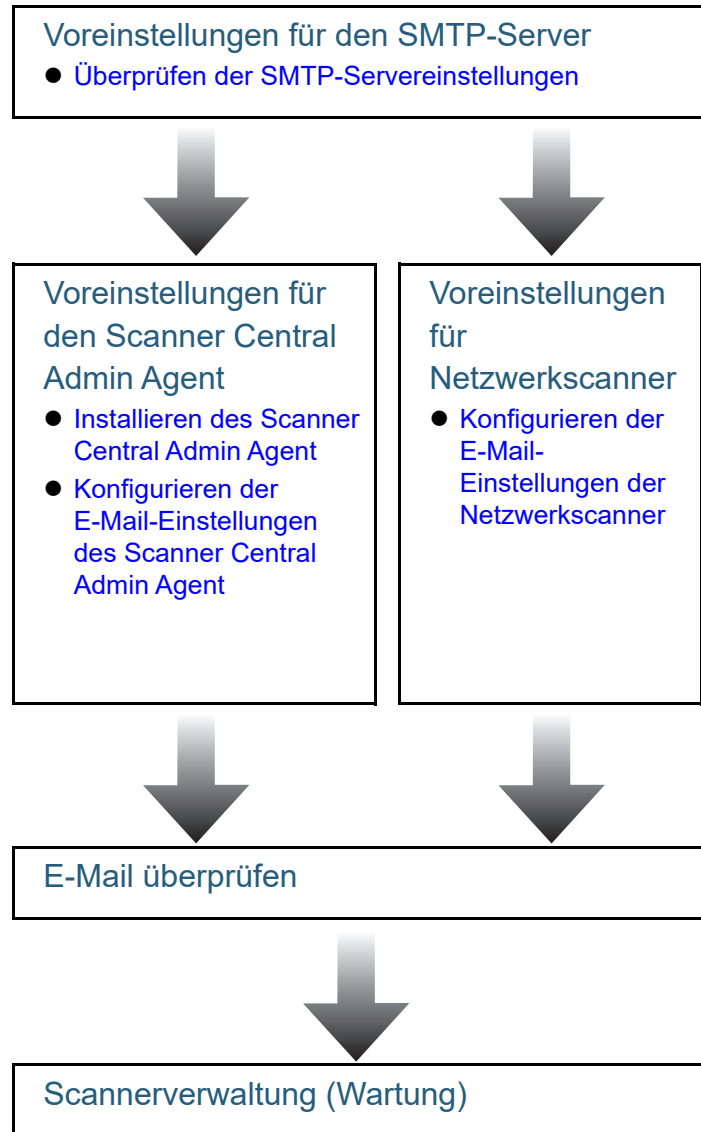 Voreinstellungen für den SMTP-Server
● Überprüfen der SMTP-Servereinstellungen
Voreinstellungen für
den Scanner Central
Admin Agent
● Installieren des Scanner
Central Admin Agent
● Konfigurieren der
E-Mail-Einstellungen
des Scanner Central
Admin Agent
Voreinstellungen
für
Netzwerkscanner
● Konfigurieren der
E-Mail-
Einstellungen der
Netzwerkscanner
E-Mail überprüfen
Scannerverwaltung (Wartung)